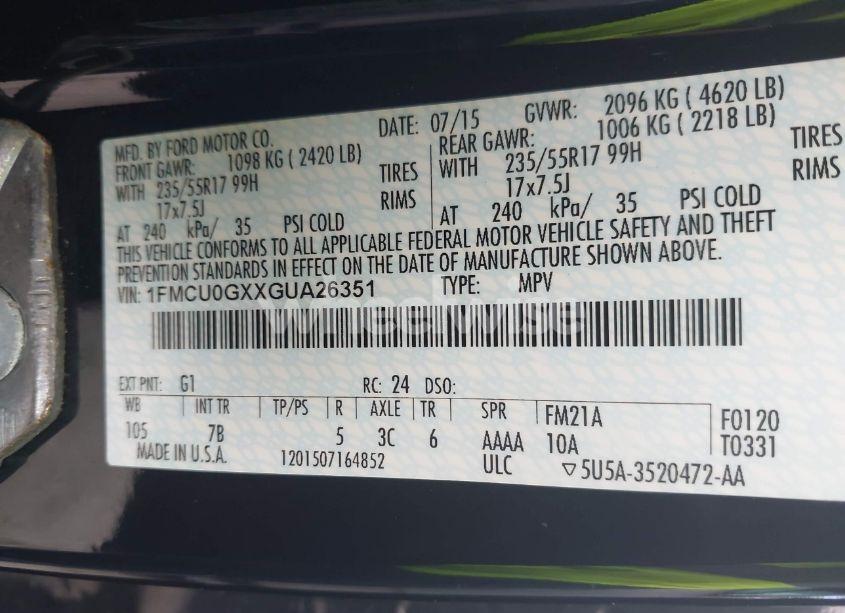 MFD. BY FORD MOTOR CO.
DATE: 07/15 GVWR: 2096 KG ( 4620 LB)
FRONT GAWR: 1098 KG ( 2420 LB)
REAR GAWR: 1006 KG ( 2218 LB)
WITH 235/55R17 99H TIRES
WITH 235/55R17 99H TIRES
17x7.5J RIMS
17x7.5J RIMS
AT 240 kPa/ 35 PSI COLD
AT 240 kPa/ 35 PSI COLD
THIS VEHICLE CONFORMS TO ALL APPLICABLE FEDERAL MOTOR VEHICLE SAFETY AND THEFT
PREVENTION STANDARDS IN EFFECT ON THE DATE OF MANUFACTURE SHOWN ABOVE.
VIN: 1FMCU0GXXGUA26351 TYPE: MPV
Wheelwise
EXT PNT: G1 RC: 24 DSO:
WB INT TR TP/PS R AXLE TR SPR FM21A F0120
105 7B 5 3C 6 AAAA 10A T0331
MADE IN U.S.A. 1201507164852 ULC ▽5U5A-3520472-AA